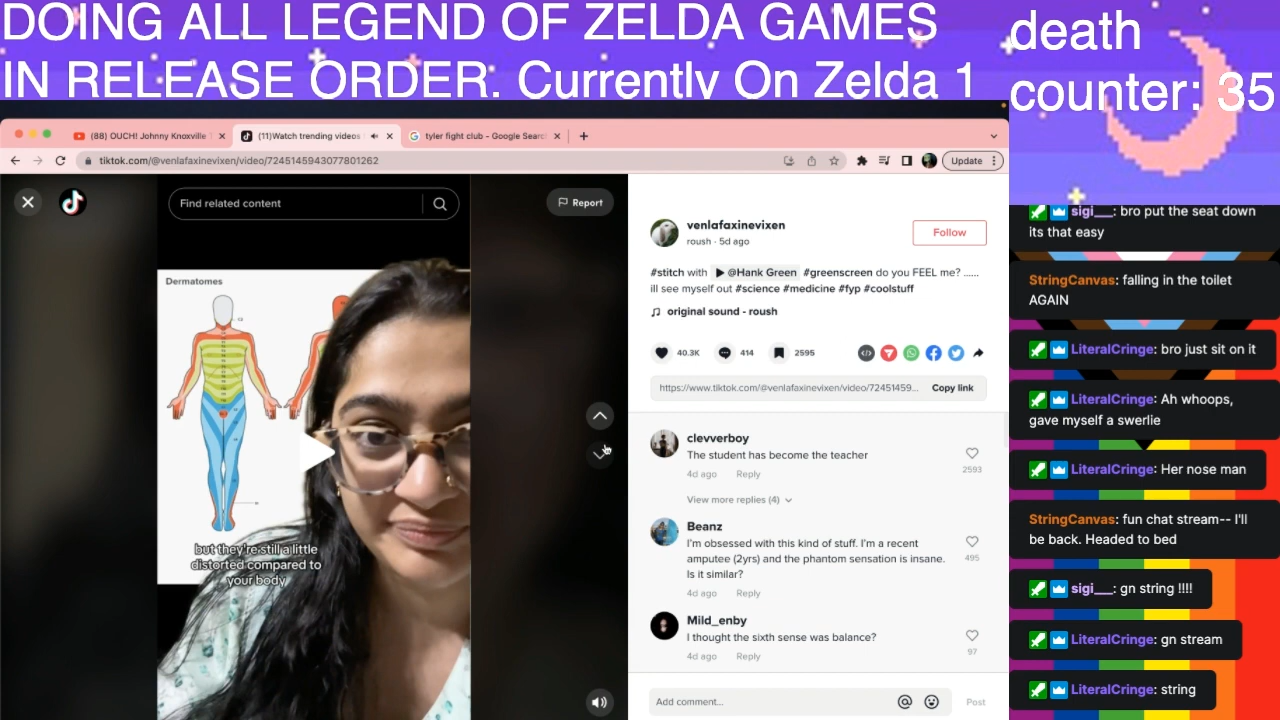 DOING ALL LEGEND OF ZELDA GAMES
IN RELEASE ORDER. Currently On Zelda 1
death
counter: 35
(88) OUCH! Johnny Knoxville
(11)Watch trending videos
tyler fight club - Google Searc
tiktok.com/@venlafaxinevixen/video/7245145943077801262
Update
Find related content
Report
Dermatomes
but they're still a little
distorted compared to
your body
venlafaxinevixen
roush · 5d ago
Follow
#stitch with @Hank Green #greenscreen do you FEEL me? ......
ill see myself out #science #medicine #fyp #coolstuff
original sound - roush
40.3K
414
2595
https://www.tiktok.com/@venlafaxinevixen/video/72451459...
Copy link
clevverboy
The student has become the teacher
4d ago Reply
2593
View more replies (4)
Beanz
I'm obsessed with this kind of stuff. I'm a recent
amputee (2yrs) and the phantom sensation is insane.
Is it similar?
495
4d ago Reply
Mild_enby
I thought the sixth sense was balance?
4d ago Reply
97
Add comment...
Post
sigi__: bro put the seat down
its that easy
StringCanvas: falling in the toilet
AGAIN
LiteralCringe: bro just sit on it
LiteralCringe: Ah whoops,
gave myself a swerlie
LiteralCringe: Her nose man
StringCanvas: fun chat stream-- I'll
be back. Headed to bed
sigi__: gn string !!!!
LiteralCringe: gn stream
LiteralCringe: string